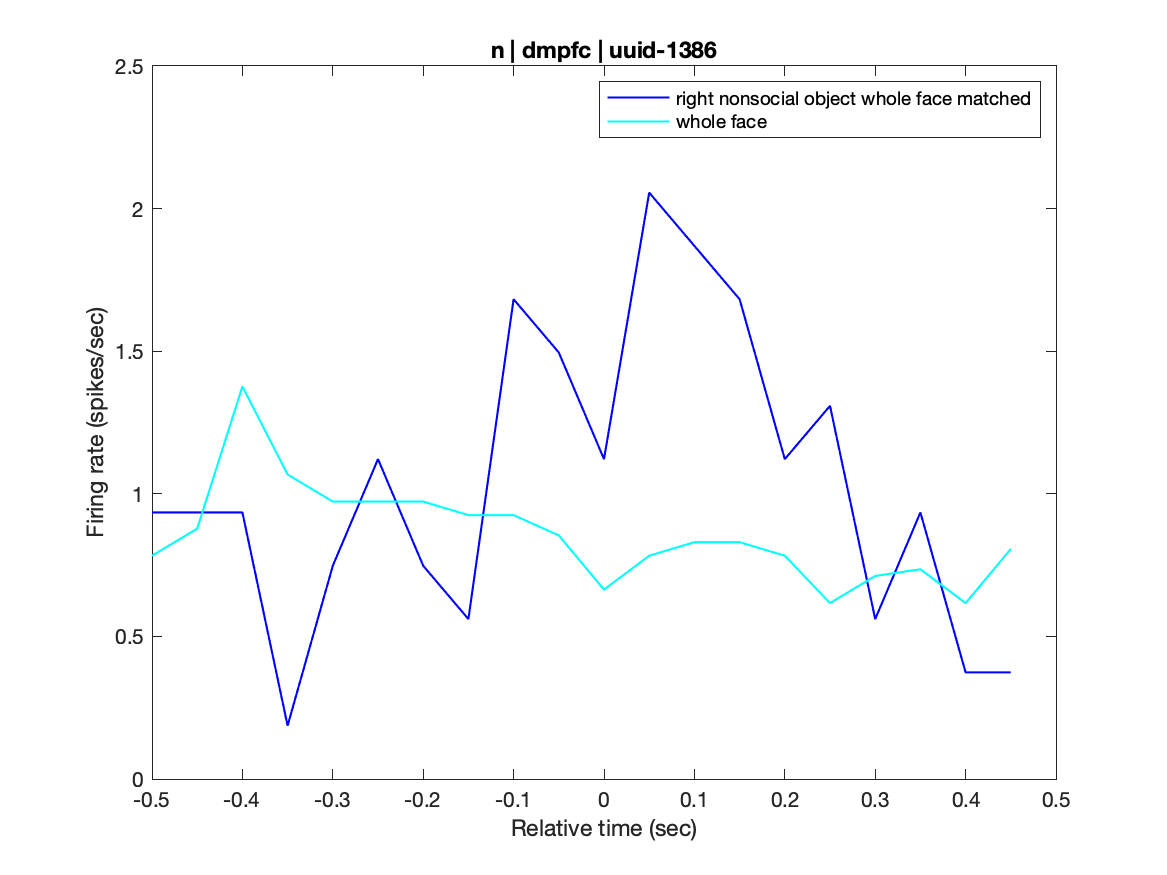 n | dmpfc | uuid-1386
right nonsocial object whole face matched
whole face
Firing rate (spikes/sec)
2.5
2
1.5
1
0.5
0
-0.5 -0.4 -0.3 -0.2 -0.1 0 0.1 0.2 0.3 0.4 0.5
Relative time (sec)